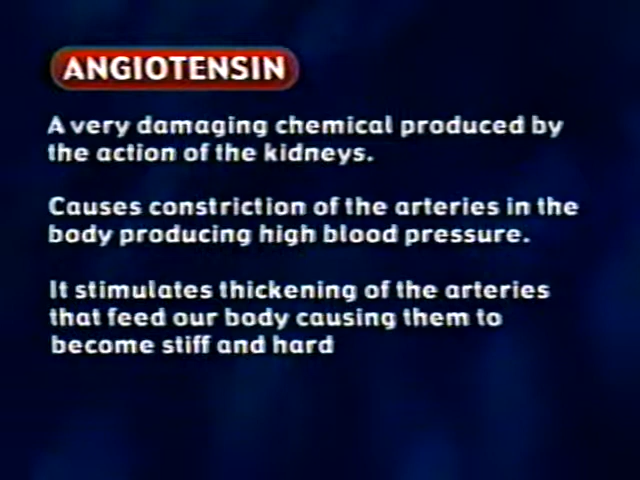 ANGIOTENSIN
A very damaging chemical produced by
the action of the kidneys.
Causes constriction of the arteries in the
body producing high blood pressure.
It stimulates thickening of the arteries
that feed our body causing them to
become stiff and hard